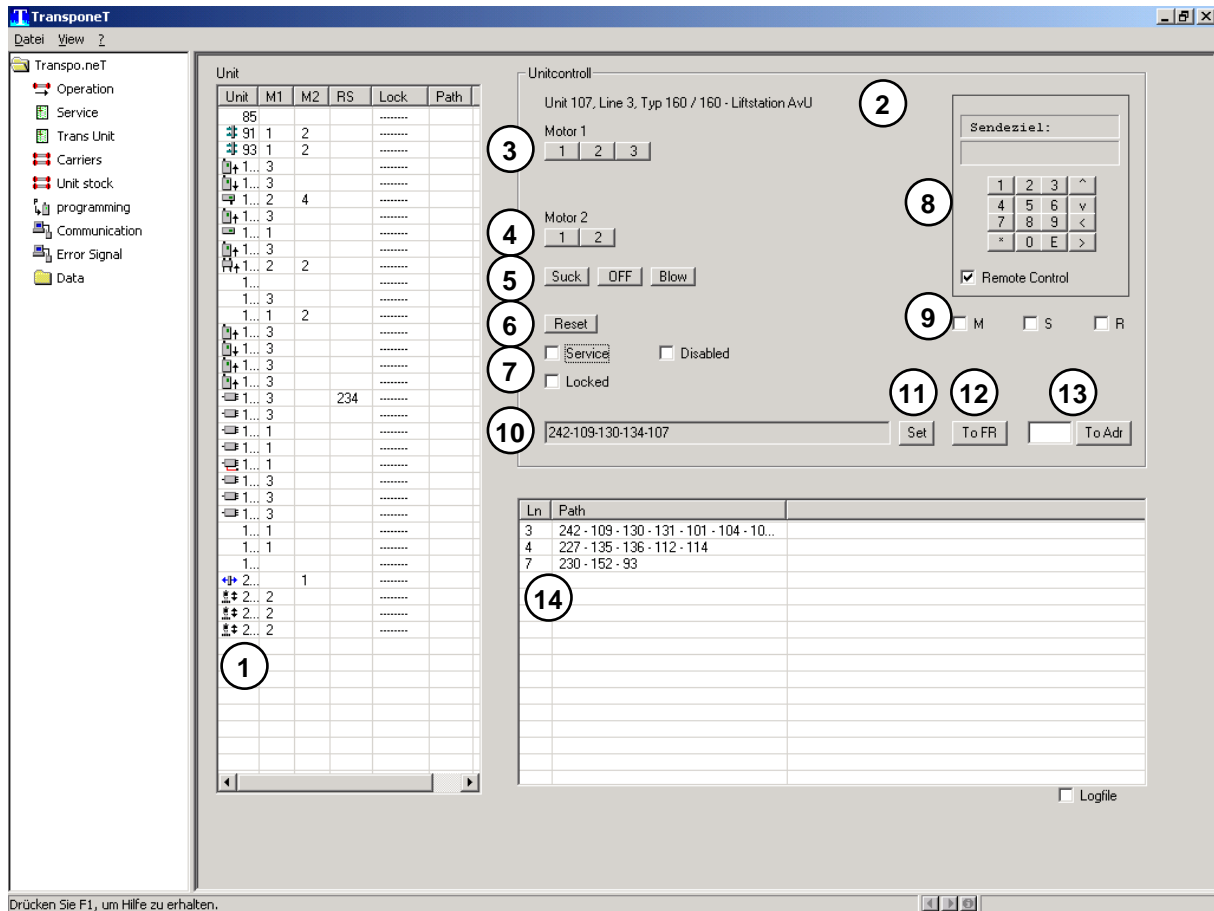 TransponeT
Datei View ?
Transpo.neT
Operation
Service
Trans Unit
Carriers
Unit stock
programming
Communication
Error Signal
Data
Unit
Unit M1 M2 RS Lock Path
85 --------
91 1 2 --------
93 1 2 --------
1... 3 --------
1... 3 --------
1... 2 4 --------
1... 3 --------
1... 1 --------
1... 3 --------
1... 2 2 --------
1... --------
1... 3 --------
1... 1 2 --------
1... 3 --------
1... 3 --------
1... 3 --------
1... 3 --------
1... 3 234 --------
1... 3 --------
1... 1 --------
1... 1 --------
1... 1 --------
1... 3 --------
1... 3 --------
1... 3 --------
1... 1 --------
1... 1 --------
1... --------
2... 1 --------
2... 2 --------
2... 2 --------
2... 2 --------
1
Unitcontroll
Unit 107, Line 3, Typ 160 / 160 - Liftstation AvU
2
Motor 1
3
1 2 3
Motor 2
4
1 2
5
Suck OFF Blow
6
Reset
7
Service Disabled
Locked
Sendeziel:
8
1 2 3 ^
4 5 6 v
7 8 9 <
* 0 E >
Remote Control
9
M S R
10
242-109-130-134-107
11
Set
12
To FR
13
To Adr
Ln Path
3 242 - 109 - 130 - 131 - 101 - 104 - 10...
4 227 - 135 - 136 - 112 - 114
7 230 - 152 - 93
14
Logfile
Drücken Sie F1, um Hilfe zu erhalten.